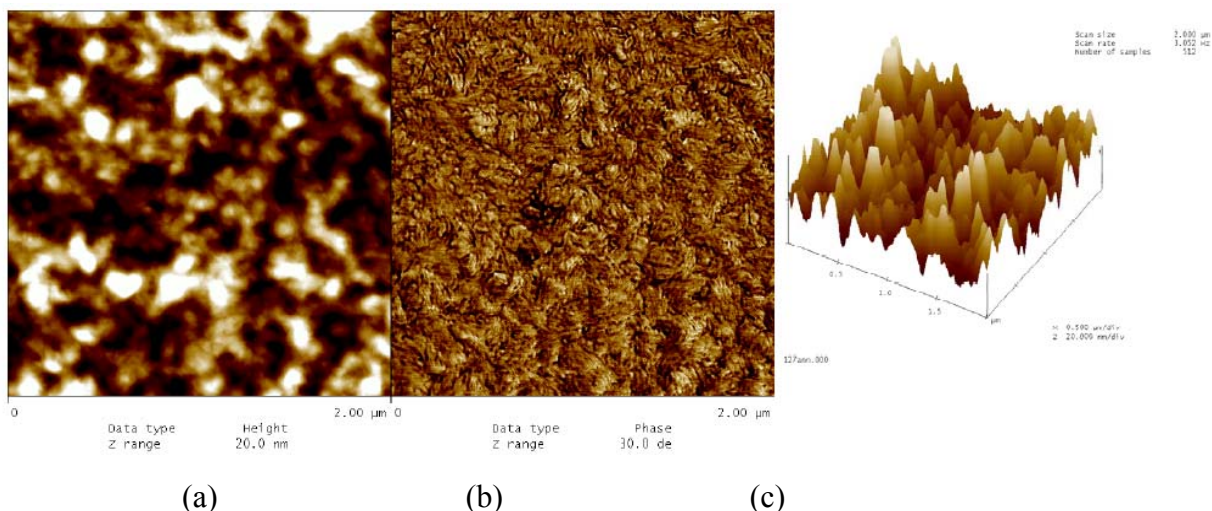 Scan size 2.000 µm
Scan rate 3.052 Hz
Number of samples 512
0.5
1.0
1.5
µm
X 0.500 µm/div
Z 20.000 nm/div
127ann.000
0 2.00 µm 0 2.00 µm
Data type Height
Z range 20.0 nm
Data type Phase
Z range 30.0 de
(a) (b) (c)